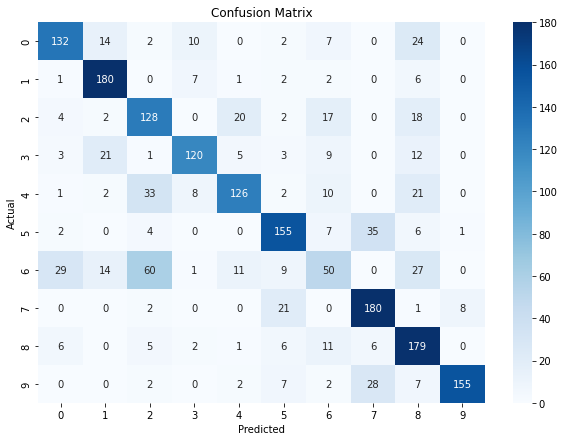 Confusion Matrix
0 132 14 2 10 0 2 7 0 24 0
1 1 180 0 7 1 2 2 0 6 0
2 4 2 128 0 20 2 17 0 18 0
3 3 21 1 120 5 3 9 0 12 0
4 1 2 33 8 126 2 10 0 21 0
5 2 0 4 0 0 155 7 35 6 1
6 29 14 60 1 11 9 50 0 27 0
7 0 0 2 0 0 21 0 180 1 8
8 6 0 5 2 1 6 11 6 179 0
9 0 0 2 0 2 7 2 28 7 155
0 1 2 3 4 5 6 7 8 9
Predicted
Actual
180
160
140
120
100
80
60
40
20
0